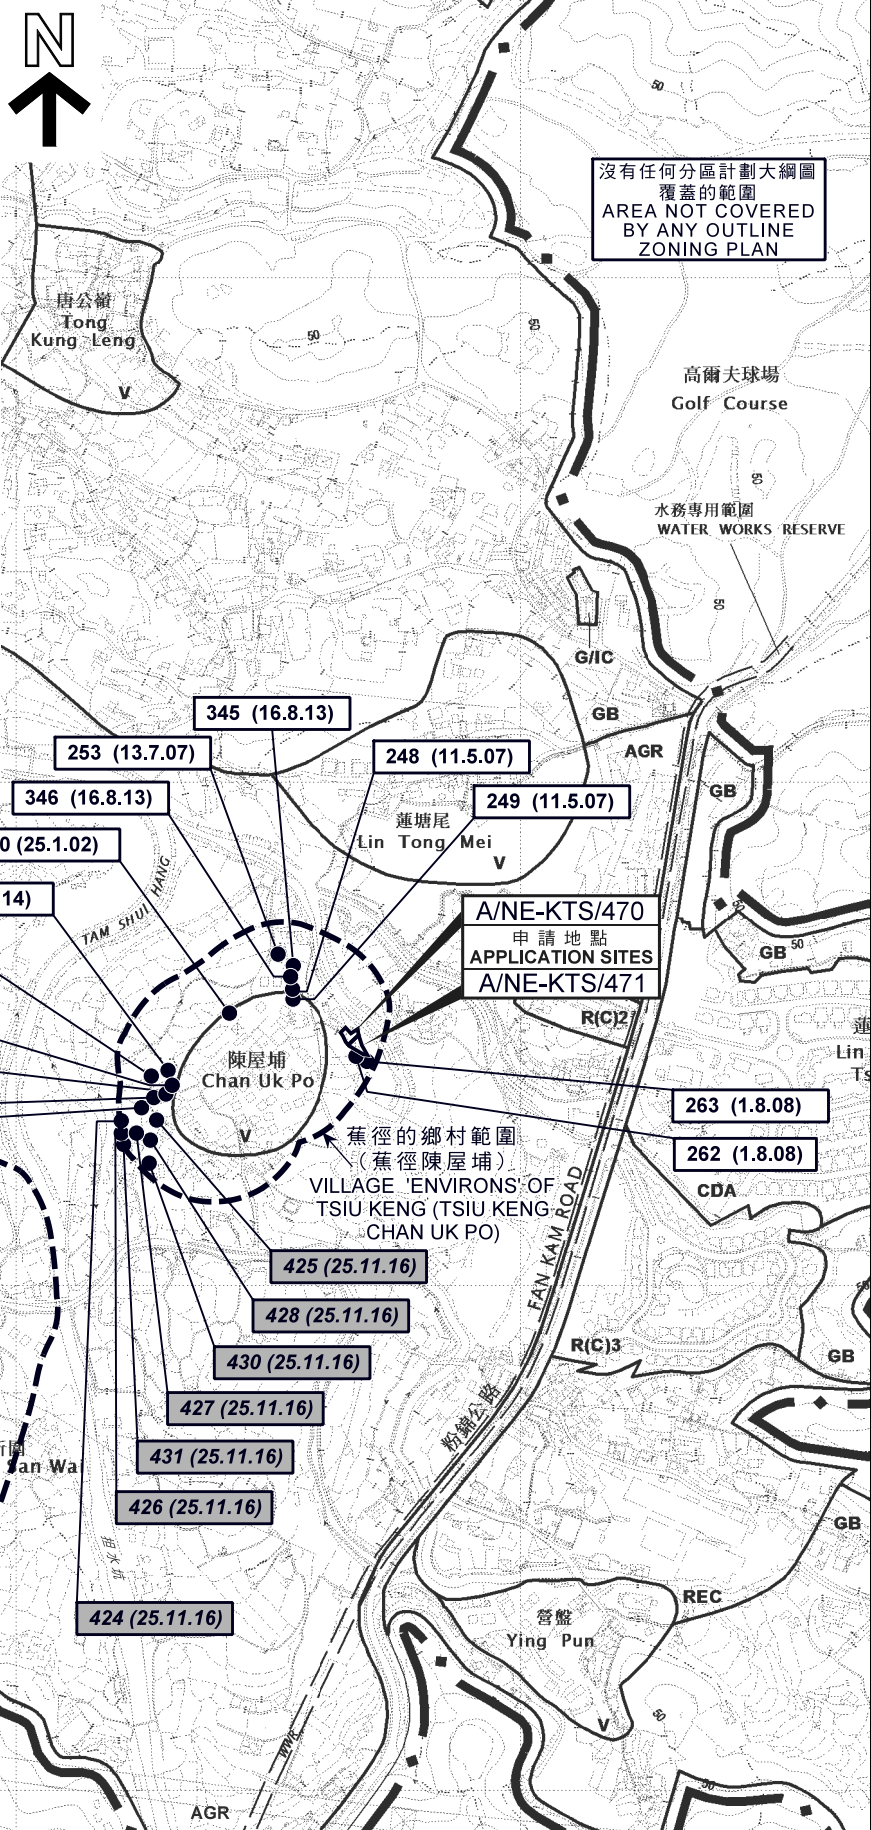 N
沒有任何分區計劃大綱圖
覆蓋的範圍
AREA NOT COVERED
BY ANY OUTLINE
ZONING PLAN
50
唐公嶺
Tong
Kung Leng
V
50
50
高爾夫球場
Golf Course
50
水務專用範圍
WATER WORKS RESERVE
50
G/IC
GB
AGR
GB
345 (16.8.13)
253 (13.7.07)
248 (11.5.07)
346 (16.8.13)
249 (11.5.07)
蓮塘尾
Lin Tong Mei
V
0 (25.1.02)
14)
TAM SHUI HANG
A/NE-KTS/470
申請地點
APPLICATION SITES
A/NE-KTS/471
50
GB
50
R(C)2
蓮
Lin
Ts
陳屋埔
Chan Uk Po
V
263 (1.8.08)
262 (1.8.08)
蕉徑的鄉村範圍
(蕉徑陳屋埔)
VILLAGE 'ENVIRONS' OF
TSIU KENG (TSIU KENG
CHAN UK PO)
CDA
FAN KAM ROAD
425 (25.11.16)
428 (25.11.16)
430 (25.11.16)
427 (25.11.16)
431 (25.11.16)
426 (25.11.16)
424 (25.11.16)
50
R(C)3
GB
粉錦公路
San Wa
GB
REC
營盤
Ying Pun
V
50
WWR
50
AGR